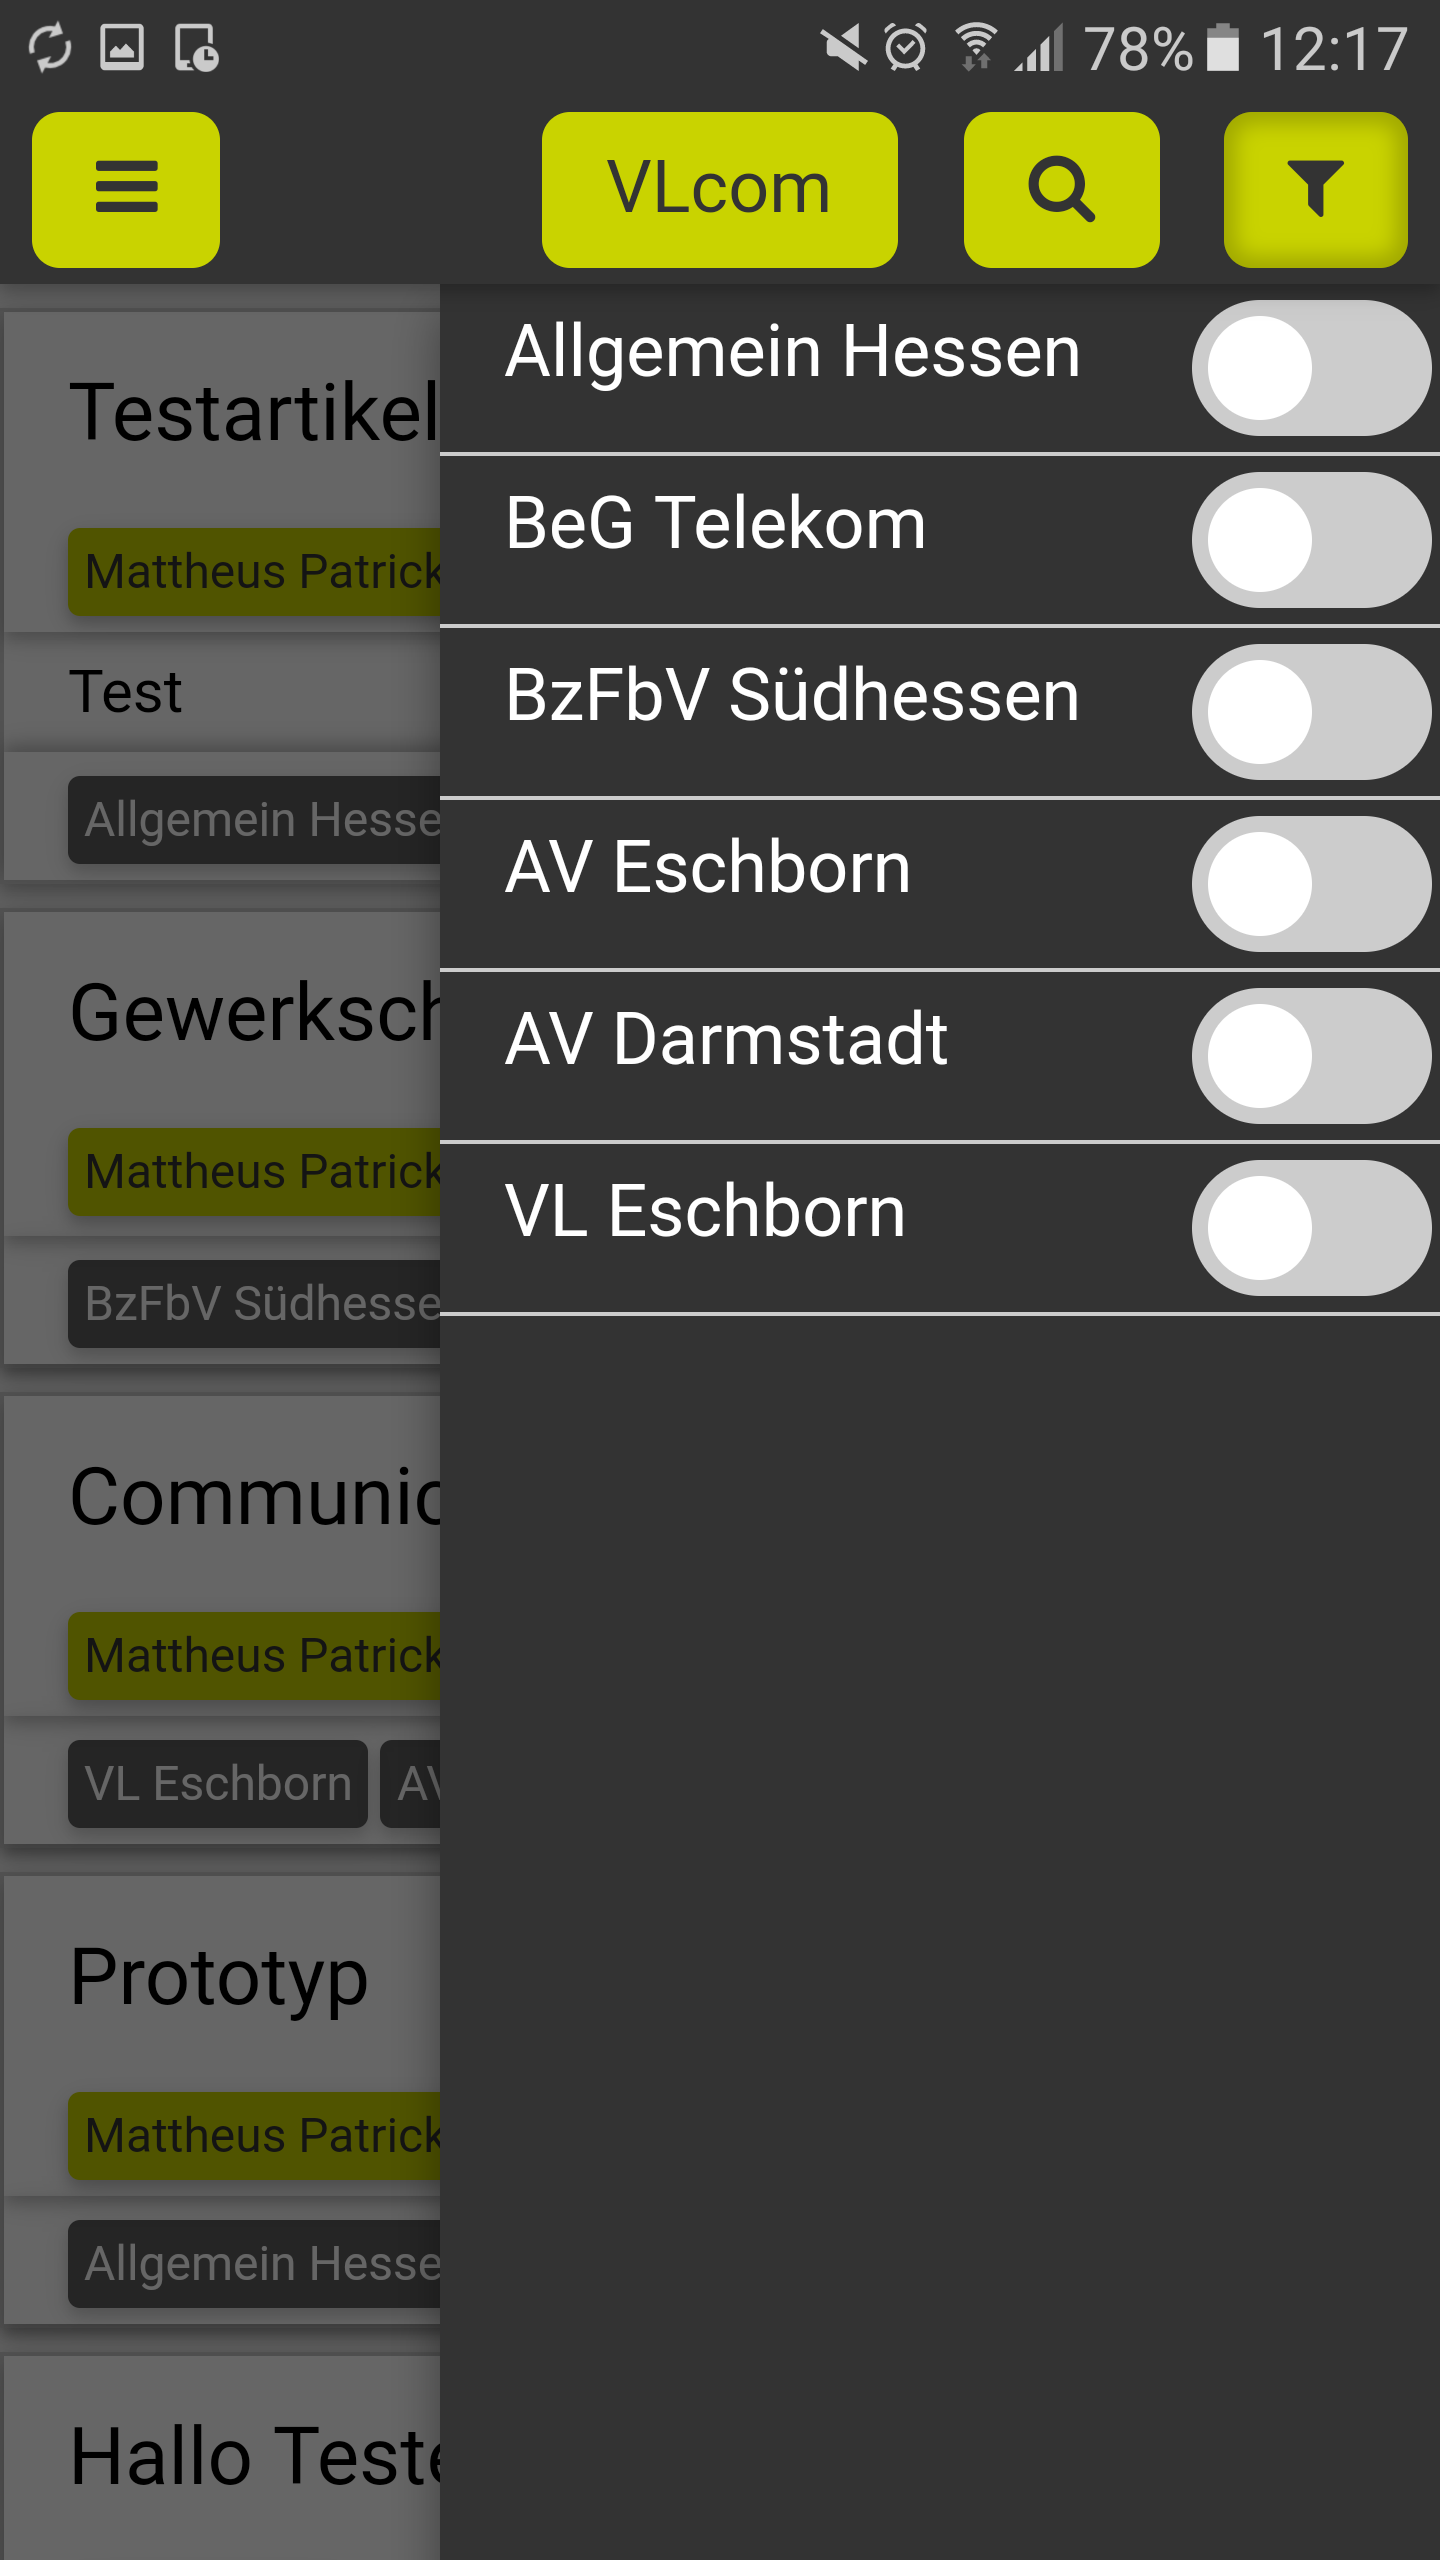 78% 12:17
VLcom
Allgemein Hessen
BeG Telekom
BzFbV Südhessen
AV Eschborn
AV Darmstadt
VL Eschborn
Testartikel
Mattheus Patrick
Test
Allgemein Hesse
Gewerksch
Mattheus Patrick
BzFbV Südhesse
Communic
Mattheus Patrick
VL Eschborn AV
Prototyp
Mattheus Patrick
Allgemein Hesse
Hallo Teste